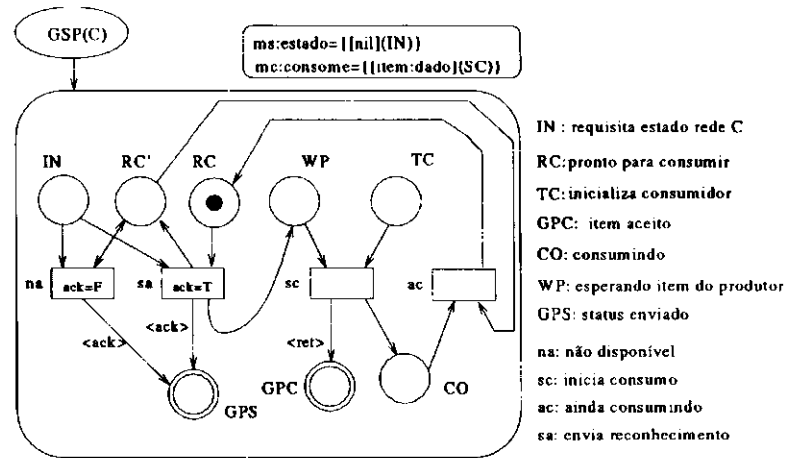 GSP(C)
ms:estado={[nil](IN)}
mc:consome={[item:dado](SC)}
IN RC' RC WP TC
na ack=F sa ack=T sc ac
<ack> <ack> <ret>
GPS GPC CO
IN : requisita estado rede C
RC:pronto para consumir
TC:inicializa consumidor
GPC: item aceito
CO: consumindo
WP: esperando item do produtor
GPS: status enviado
na: não disponível
sc: inicia consumo
ac: ainda consumindo
sa: envia reconhecimento